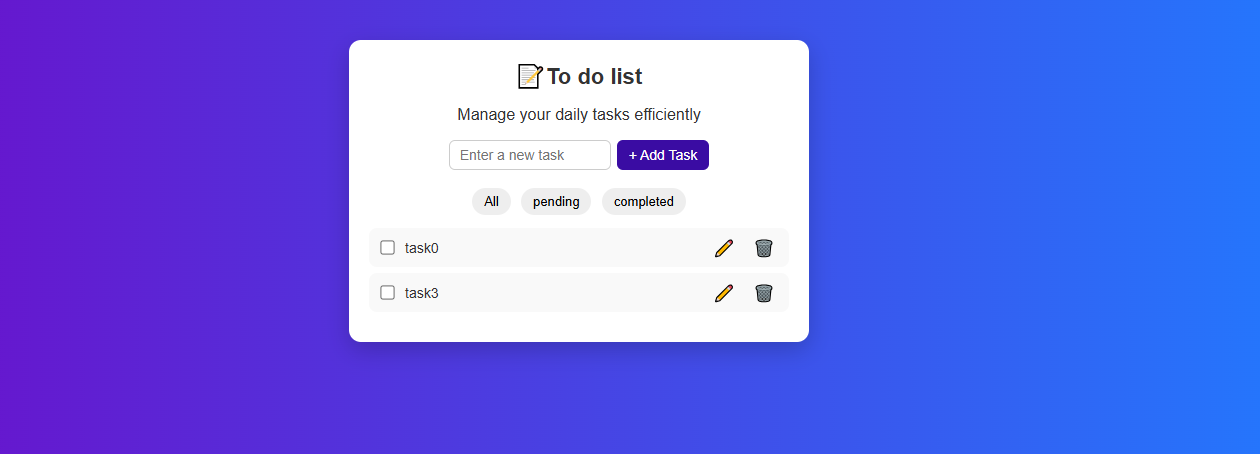 📝To do list
Manage your daily tasks efficiently
Enter a new task + Add Task
All pending completed
task0
task3